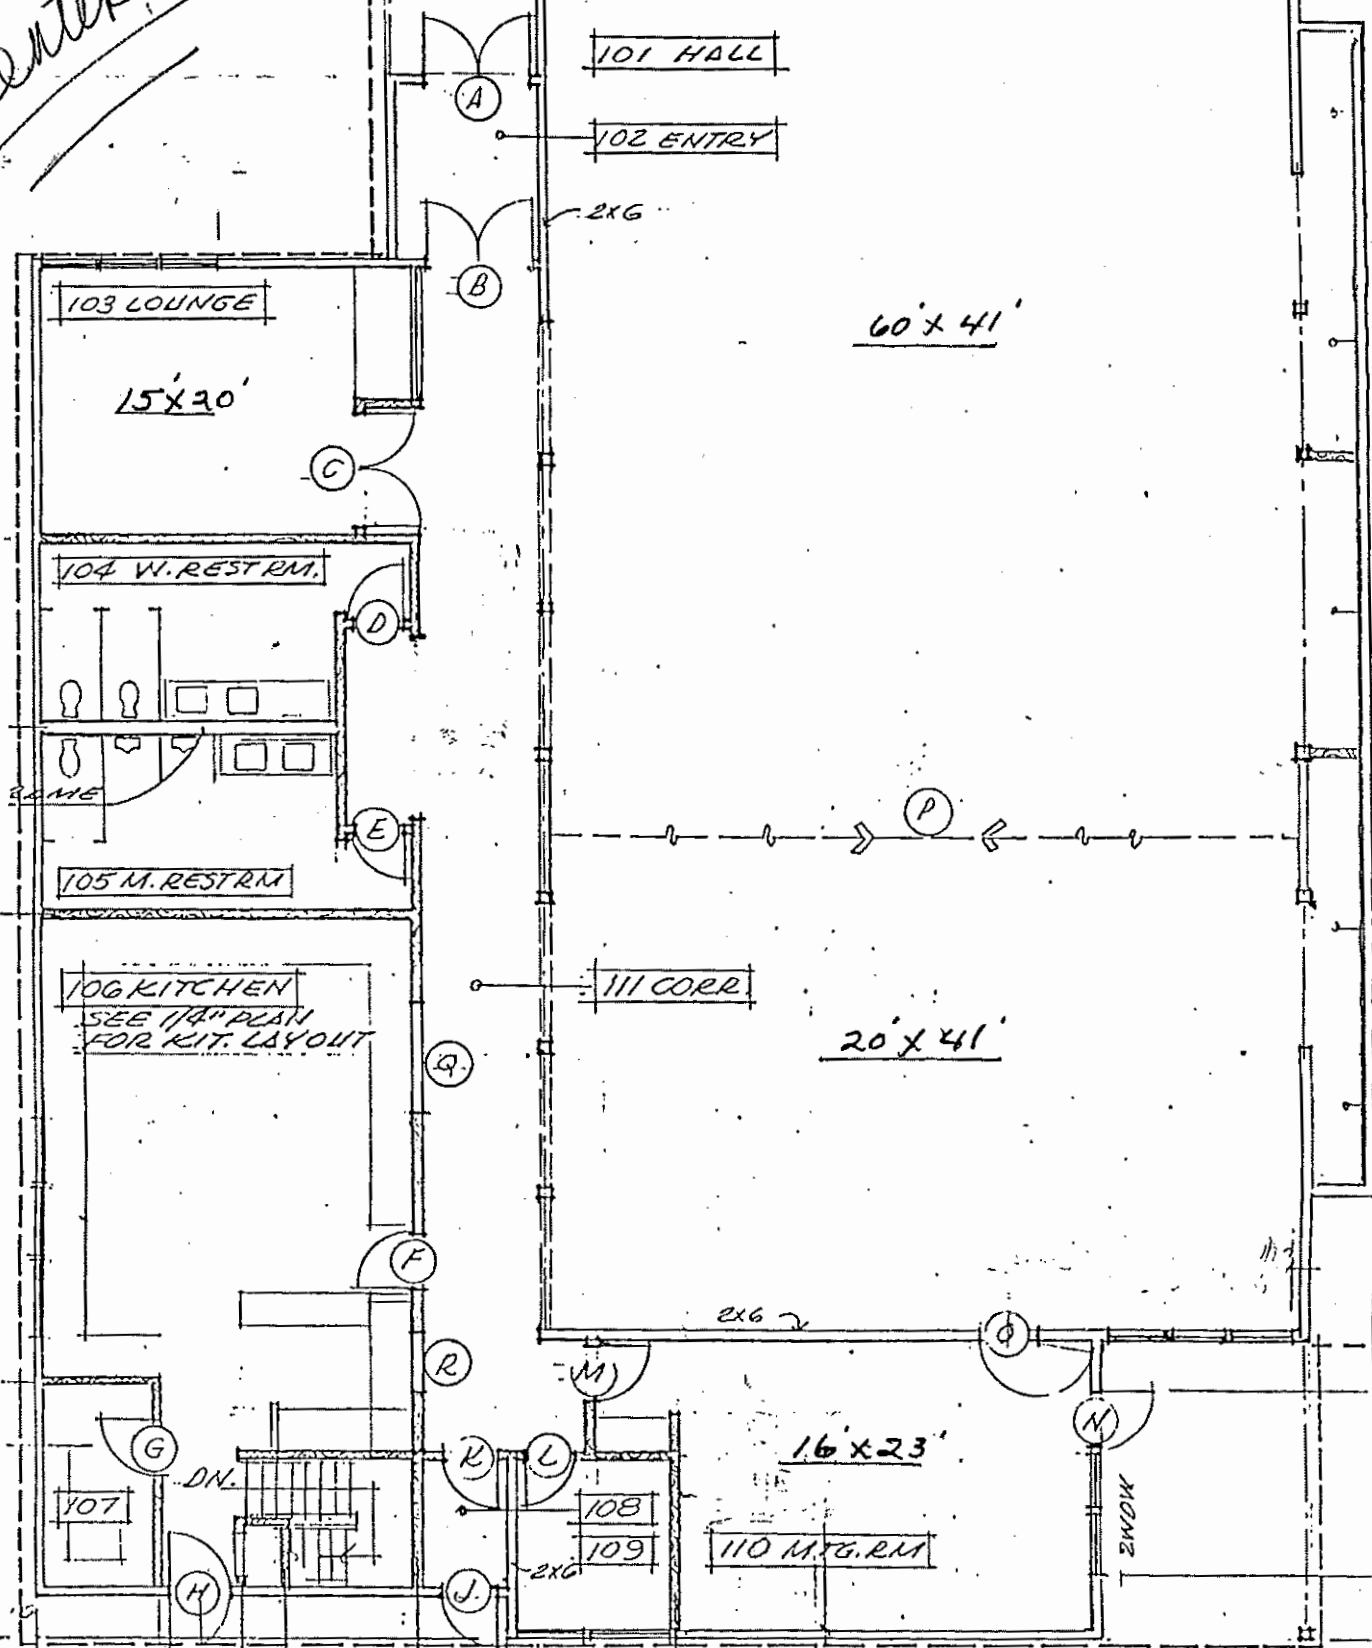 101 HALL
A
102 ENTRY
2x6
B
103 LOUNGE
60' X 41'
15' X 20'
C
104 W. RESTRM.
D
P
E
105 M. RESTRM
106 KITCHEN
SEE 1/4" PLAN
FOR KIT. LAYOUT
111 CORR.
20' X 41'
Q
F
2x6
R
M
N
G
K
L
16' X 23'
DN.
107
108
109
110 MTG. RM
2x6
H
J